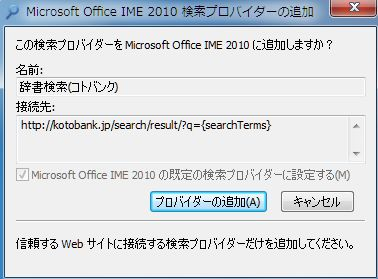 Microsoft Office IME 2010 検索プロバイダーの追加
この検索プロバイダーを Microsoft Office IME 2010 に追加しますか？
名前:
辞書検索(コトバンク)
接続先:
http://kotobank.jp/search/result/?q={searchTerms}
Microsoft Office IME 2010 の既定の検索プロバイダーに設定する(M)
プロバイダーの追加(A)
キャンセル
信頼する Web サイトに接続する検索プロバイダーだけを追加してください。